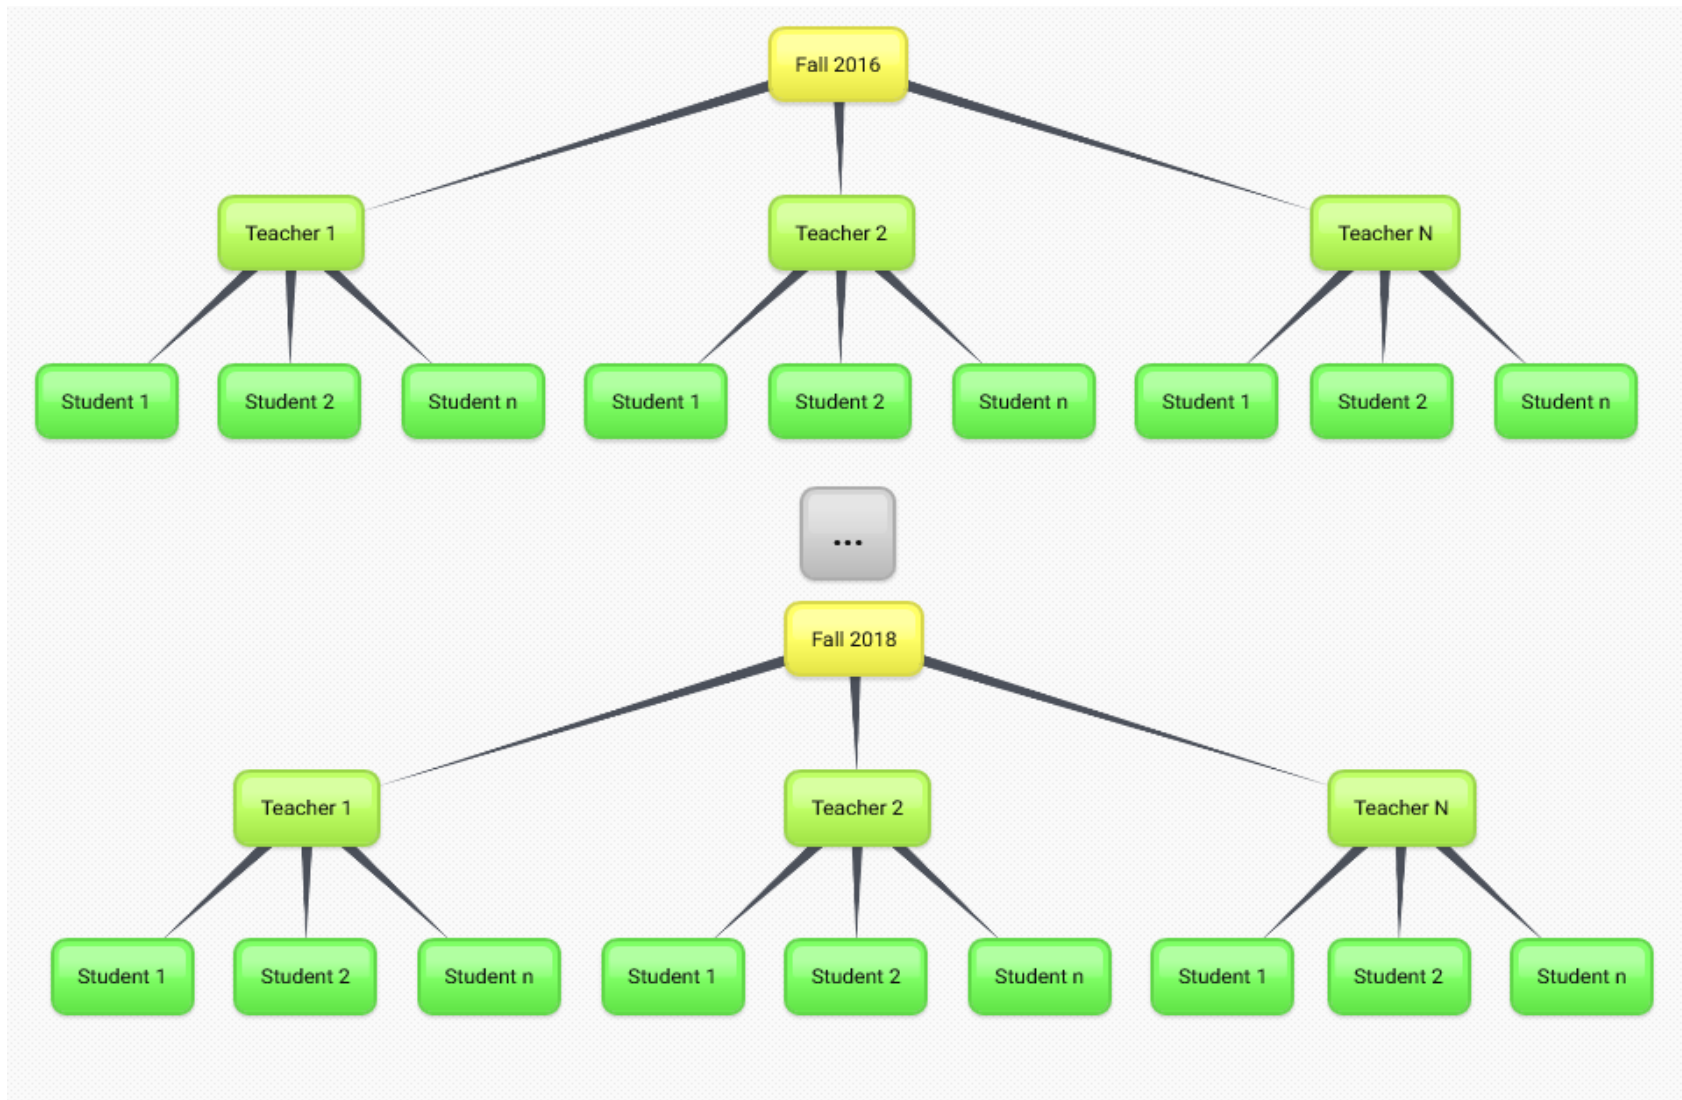 Fall 2016
Teacher 1 Teacher 2 Teacher N
Student 1 Student 2 Student n Student 1 Student 2 Student n Student 1 Student 2 Student n
...
Fall 2018
Teacher 1 Teacher 2 Teacher N
Student 1 Student 2 Student n Student 1 Student 2 Student n Student 1 Student 2 Student n